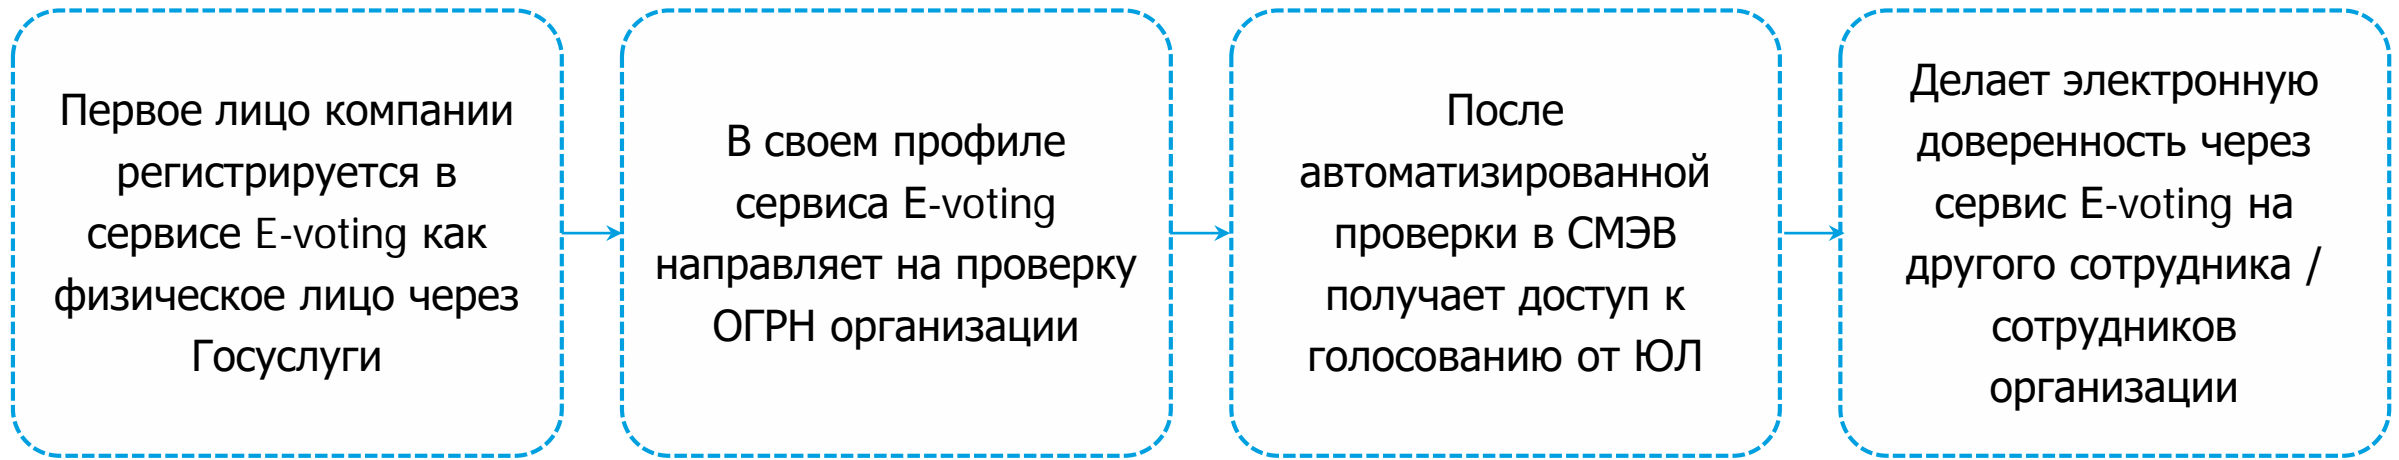 Первое лицо компании
регистрируется в
сервисе E-voting как
физическое лицо через
Госуслуги
В своем профиле
сервиса E-voting
направляет на проверку
ОГРН организации
После
автоматизированной
проверки в СМЭВ
получает доступ к
голосованию от ЮЛ
Делает электронную
доверенность через
сервис E-voting на
другого сотрудника /
сотрудников
организации